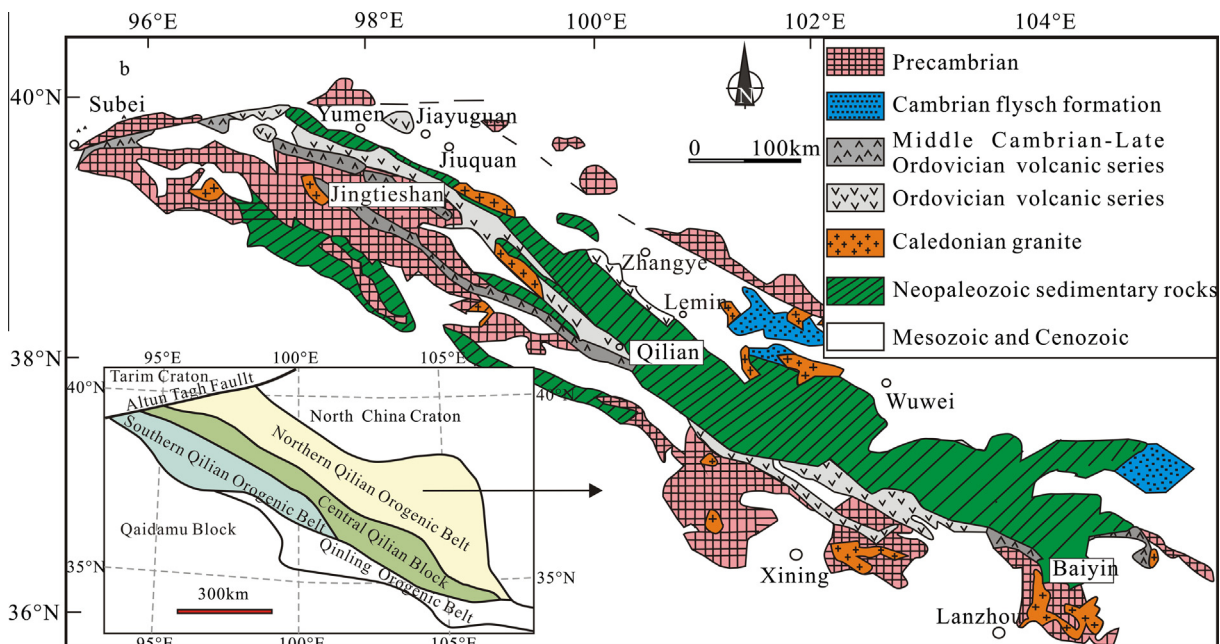 96°E 98°E 100°E 102°E 104°E
b
40°N
38°N
36°N
Subei
Yumen
Jiayuguan
Jiuquan
Jingtieshan
Zhangye
Lemin
Qilian
Wuwei
Xining
Lanzhou
Baiyin
N
0 100km
Precambrian
Cambrian flysch formation
Middle Cambrian-Late
Ordovician volcanic series
Ordovician volcanic series
Caledonian granite
Neopaleozoic sedimentary rocks
Mesozoic and Cenozoic
95°E 100°E 105°E
40°N
40°N
Tarim Craton
Altun Tagh Faullt
North China Craton
Northern Qilian Orogenic Belt
Central Qilian Block
Southern Qilian Orogenic Belt
Qaidamu Block
Qinling Orogenic Belt
35°N
35°N
300km
95°E 100°E 105°E